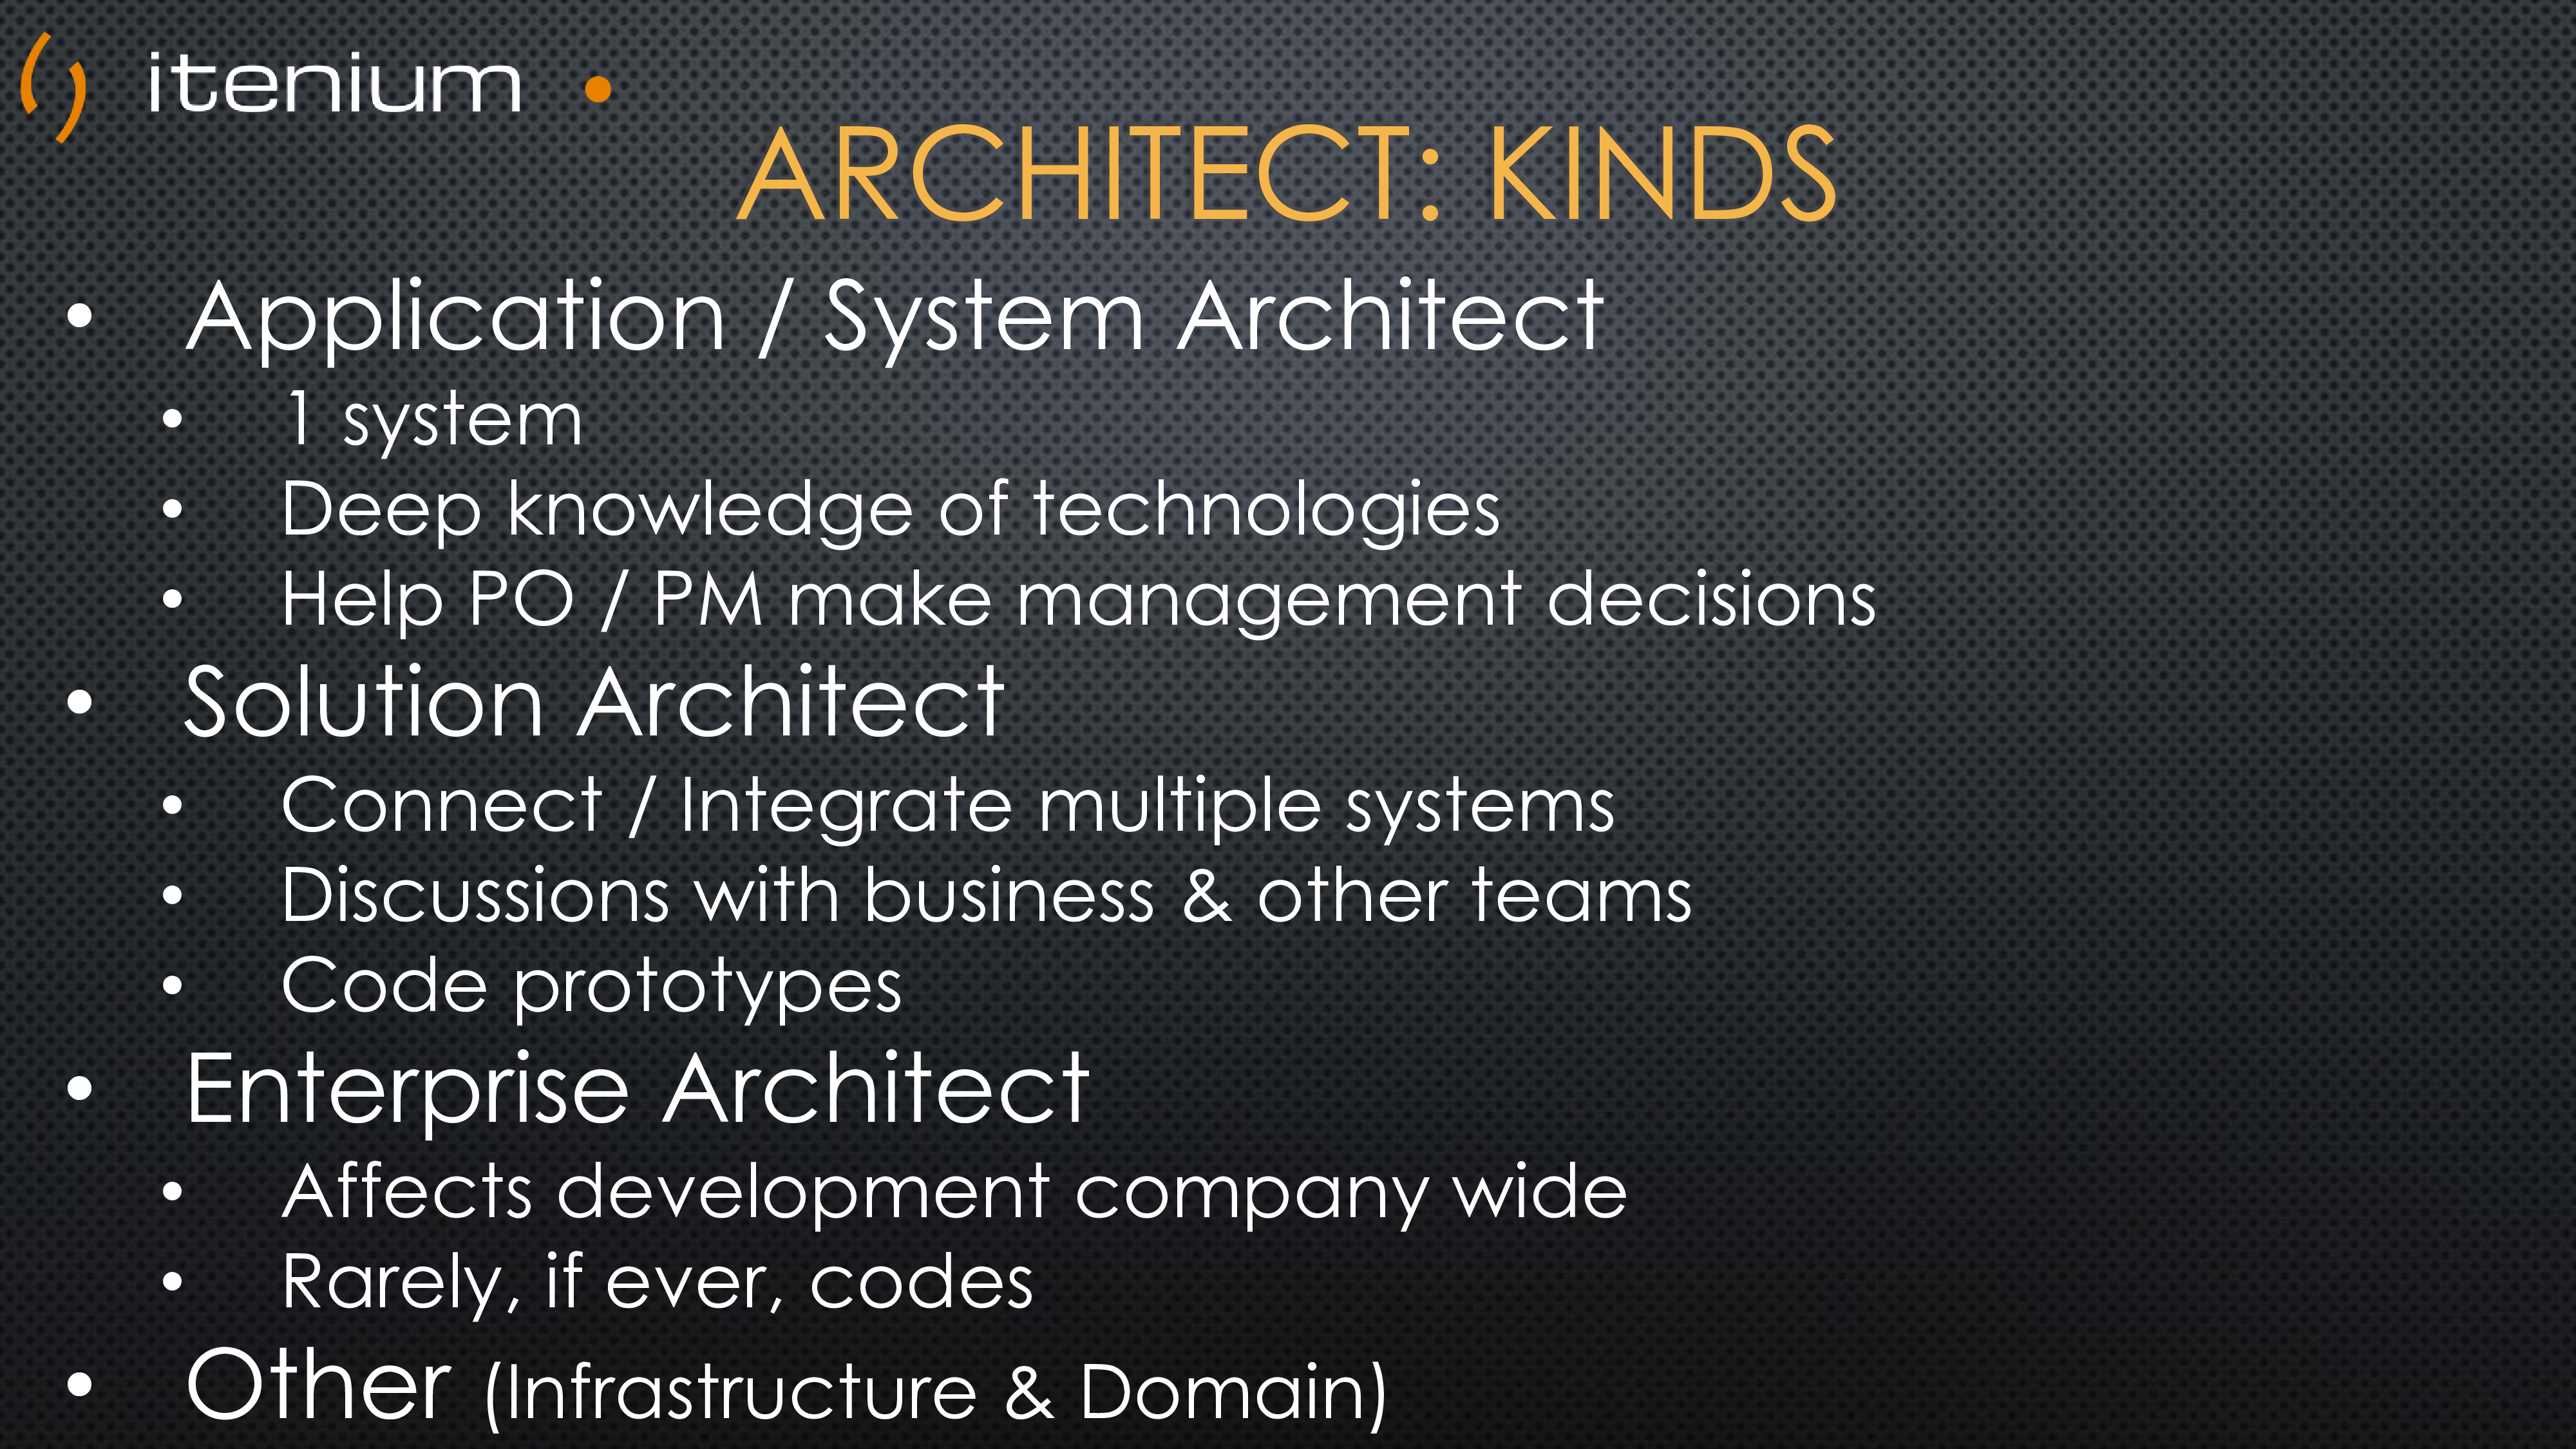 itenium
ARCHITECT: KINDS
• Application / System Architect
• 1 system
• Deep knowledge of technologies
• Help PO / PM make management decisions
• Solution Architect
• Connect / Integrate multiple systems
• Discussions with business & other teams
• Code prototypes
• Enterprise Architect
• Affects development company wide
• Rarely, if ever, codes
• Other (Infrastructure & Domain)